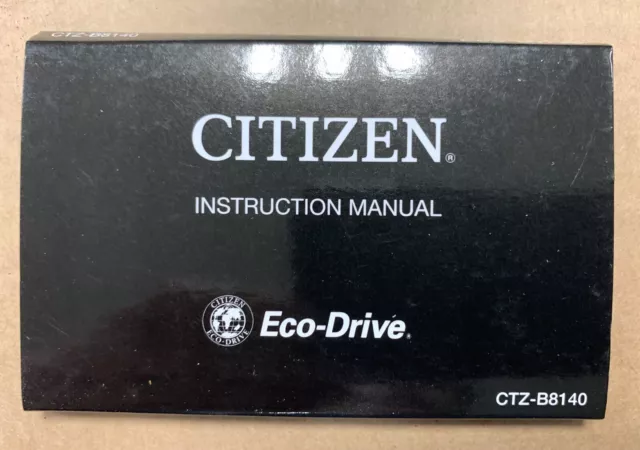 CTZ-B8140
CITIZEN®
INSTRUCTION MANUAL
CITIZEN
ECO-DRIVE
Eco-Drive®
CTZ-B8140